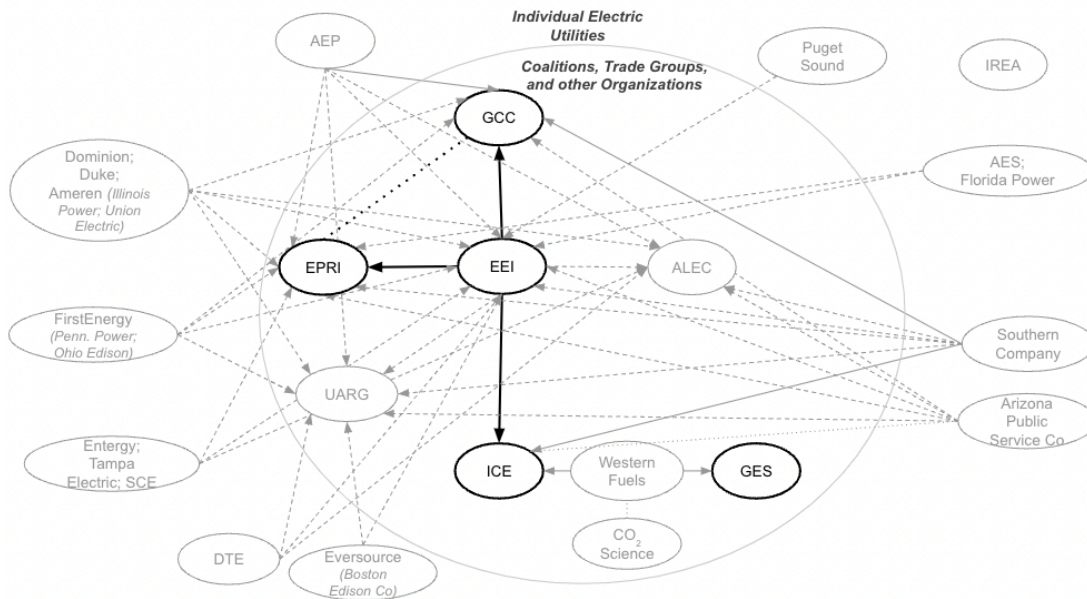 Individual Electric
Utilities
AEP
Puget
Sound
IREA
Coalitions, Trade Groups,
and other Organizations
GCC
Dominion;
Duke;
Ameren (Illinois
Power; Union
Electric)
AES;
Florida Power
EPRI
EEI
ALEC
FirstEnergy
(Penn. Power;
Ohio Edison)
Southern
Company
UARG
Arizona
Public
Service Co
Entergy;
Tampa
Electric; SCE
ICE
Western
Fuels
GES
CO2
Science
DTE
Eversource
(Boston
Edison Co)